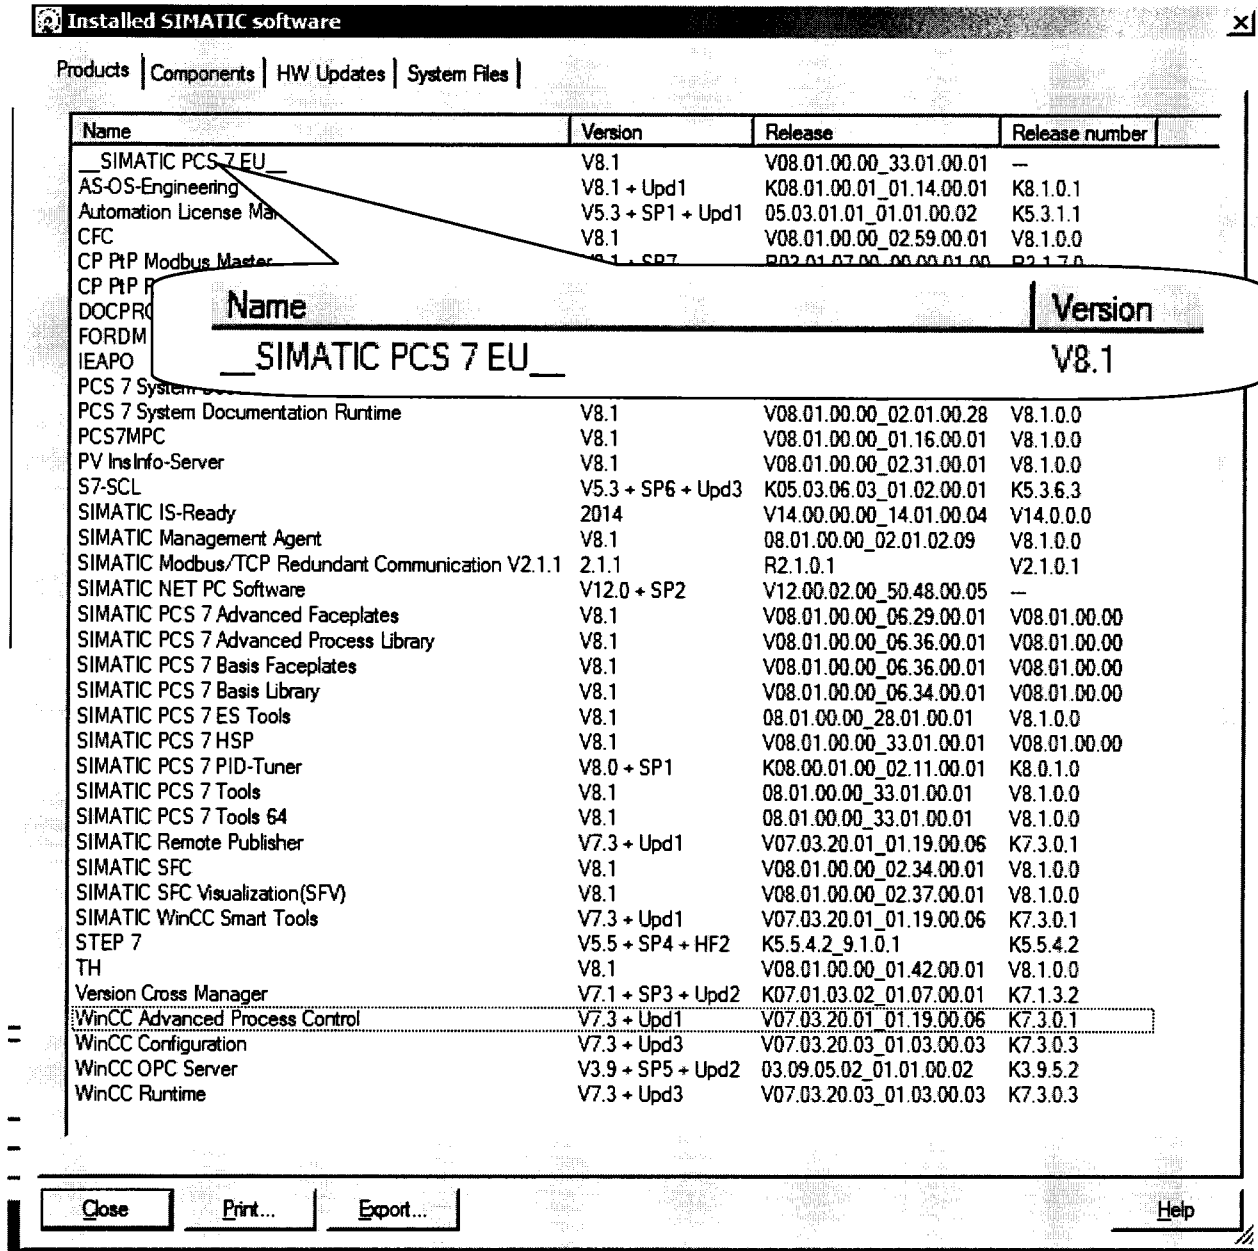 Installed SIMATIC software
Products Components HW Updates System Files
Name Version Release Release number
__SIMATIC PCS 7 EU__ V8.1 V08.01.00.00_33.01.00.01 ---
AS-OS-Engineering V8.1 + Upd1 K08.01.00.01_01.14.00.01 K8.1.0.1
Automation License V5.3 + SP1 + Upd1 05.03.01.01_01.01.00.02 K5.3.1.1
CFC V8.1 V08.01.00.00_02.59.00.01 V8.1.0.0
CP PtP Modbus Master
CP PtP
DOCPRO
FORDM
IEAPO
PCS 7
Name Version
__SIMATIC PCS 7 EU__ V8.1
PCS 7 System Documentation Runtime V8.1 V08.01.00.00_02.01.00.28 V8.1.0.0
PCS7MPC V8.1 V08.01.00.00_01.16.00.01 V8.1.0.0
PV InsInfo-Server V8.1 V08.01.00.00_02.31.00.01 V8.1.0.0
S7-SCL V5.3 + SP6 + Upd3 K05.03.06.03_01.02.00.01 K5.3.6.3
SIMATIC IS-Ready 2014 V14.00.00.00_14.01.00.04 V14.0.0.0
SIMATIC Management Agent V8.1 08.01.00.00_02.01.02.09 V8.1.0.0
SIMATIC Modbus/TCP Redundant Communication V2.1.1 2.1.1 R2.1.0.1 V2.1.0.1
SIMATIC NET PC Software V12.0 + SP2 V12.00.02.00_50.48.00.05 ---
SIMATIC PCS 7 Advanced Faceplates V8.1 V08.01.00.00_06.29.00.01 V08.01.00.00
SIMATIC PCS 7 Advanced Process Library V8.1 V08.01.00.00_06.36.00.01 V08.01.00.00
SIMATIC PCS 7 Basis Faceplates V8.1 V08.01.00.00_06.36.00.01 V08.01.00.00
SIMATIC PCS 7 Basis Library V8.1 V08.01.00.00_06.34.00.01 V08.01.00.00
SIMATIC PCS 7 ES Tools V8.1 08.01.00.00_28.01.00.01 V8.1.0.0
SIMATIC PCS 7 HSP V8.1 V08.01.00.00_33.01.00.01 V08.01.00.00
SIMATIC PCS 7 PID-Tuner V8.0 + SP1 K08.00.01.00_02.11.00.01 K8.0.1.0
SIMATIC PCS 7 Tools V8.1 08.01.00.00_33.01.00.01 V8.1.0.0
SIMATIC PCS 7 Tools 64 V8.1 08.01.00.00_33.01.00.01 V8.1.0.0
SIMATIC Remote Publisher V7.3 + Upd1 V07.03.20.01_01.19.00.06 K7.3.0.1
SIMATIC SFC V8.1 V08.01.00.00_02.34.00.01 V8.1.0.0
SIMATIC SFC Visualization(SFV) V8.1 V08.01.00.00_02.37.00.01 V8.1.0.0
SIMATIC WinCC Smart Tools V7.3 + Upd1 V07.03.20.01_01.19.00.06 K7.3.0.1
STEP 7 V5.5 + SP4 + HF2 K5.5.4.2_9.1.0.1 K5.5.4.2
TH V8.1 V08.01.00.00_01.42.00.01 V8.1.0.0
Version Cross Manager V7.1 + SP3 + Upd2 K07.01.03.02_01.07.00.01 K7.1.3.2
WinCC Advanced Process Control V7.3 + Upd1 V07.03.20.01_01.19.00.06 K7.3.0.1
WinCC Configuration V7.3 + Upd3 V07.03.20.03_01.03.00.03 K7.3.0.3
WinCC OPC Server V3.9 + SP5 + Upd2 03.09.05.02_01.01.00.02 K3.9.5.2
WinCC Runtime V7.3 + Upd3 V07.03.20.03_01.03.00.03 K7.3.0.3
Close Print... Export... Help